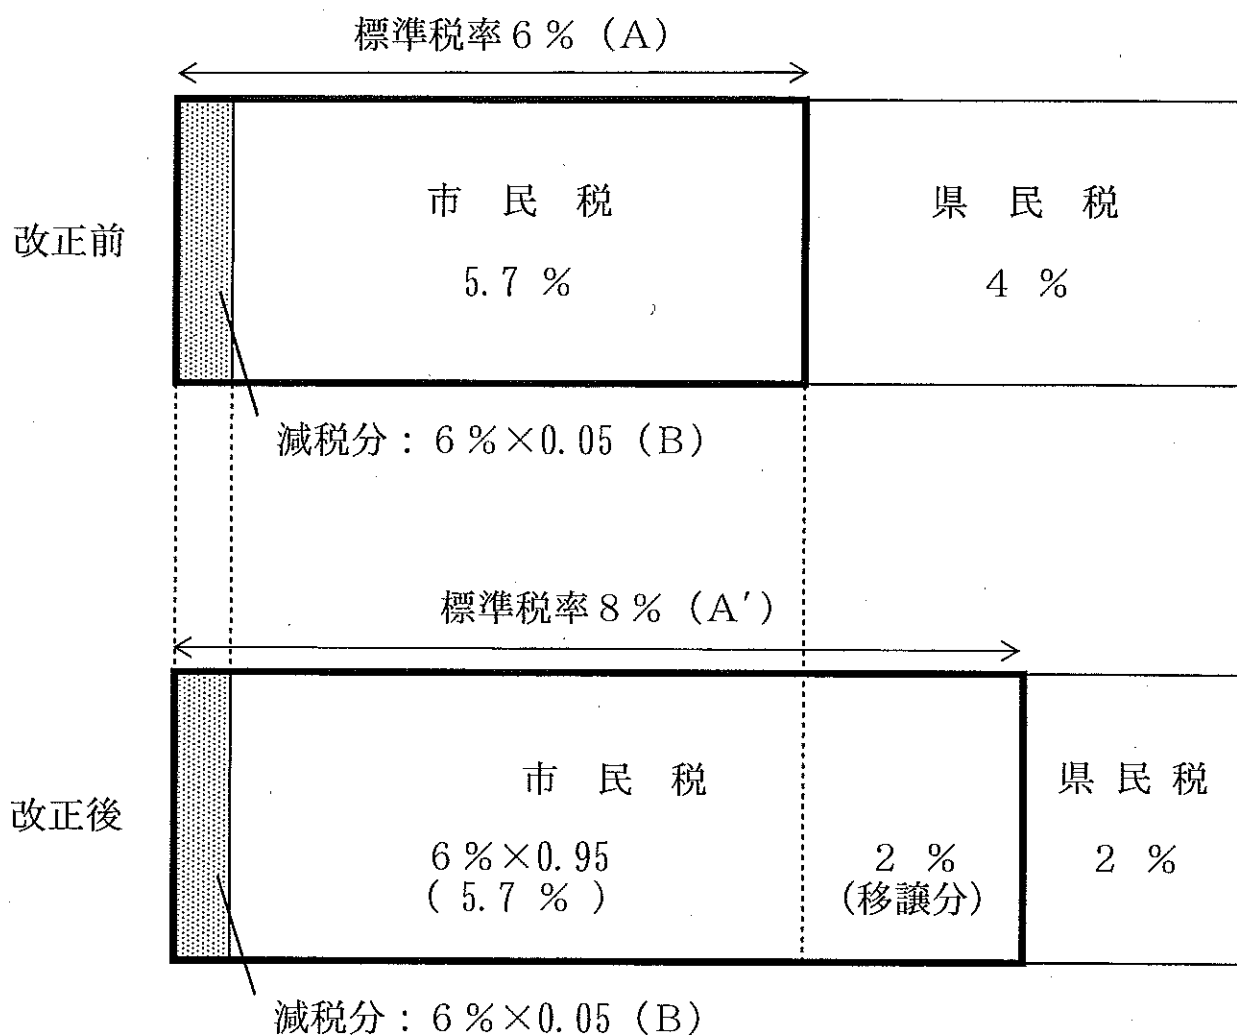 標準税率6%（A）
改正前
市　民　税
5.7 %
県　民　税
4 %
減税分：6%×0.05（B）
標準税率8%（A′）
改正後
市　民　税
6%×0.95
( 5.7 % )
2 %
(移譲分)
県 民 税
2 %
減税分：6%×0.05（B）